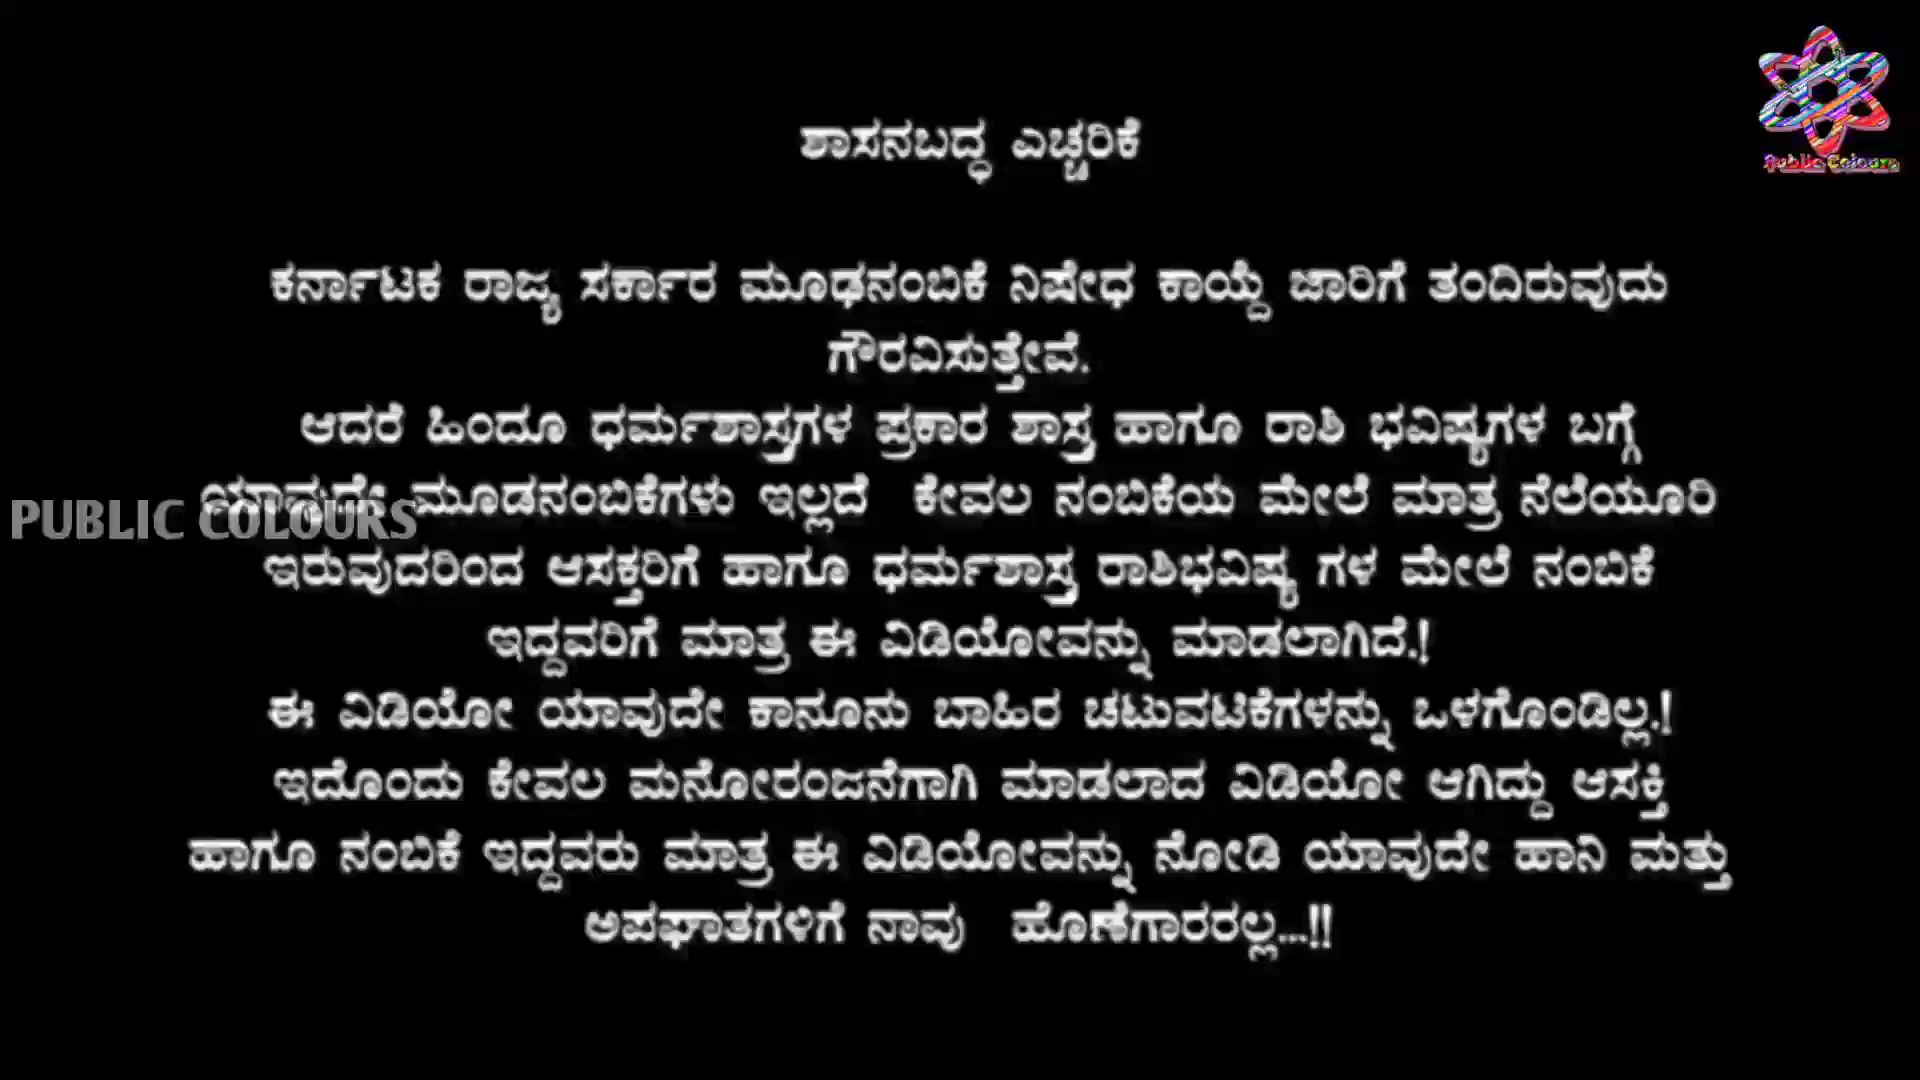 Public Colours
ಶಾಸನಬದ್ಧ ಎಚ್ಚರಿಕೆ
ಕರ್ನಾಟಕ ರಾಜ್ಯ ಸರ್ಕಾರ ಮೂಢನಂಬಿಕೆ ನಿಷೇಧ ಕಾಯ್ದೆ ಜಾರಿಗೆ ತಂದಿರುವುದು
ಗೌರವಿಸುತ್ತೇವೆ.
ಆದರೆ ಹಿಂದೂ ಧರ್ಮಶಾಸ್ತ್ರಗಳ ಪ್ರಕಾರ ಶಾಸ್ತ್ರ ಹಾಗೂ ರಾಶಿ ಭವಿಷ್ಯಗಳ ಬಗ್ಗೆ
ಯಾವುದೇ ಮೂಡನಂಬಿಕೆಗಳು ಇಲ್ಲದೆ ಕೇವಲ ನಂಬಿಕೆಯ ಮೇಲೆ ಮಾತ್ರ ನೆಲೆಯೂರಿ
PUBLIC COLOURS
ಇರುವುದರಿಂದ ಆಸಕ್ತರಿಗೆ ಹಾಗೂ ಧರ್ಮಶಾಸ್ತ್ರ ರಾಶಿಭವಿಷ್ಯ ಗಳ ಮೇಲೆ ನಂಬಿಕೆ
ಇದ್ದವರಿಗೆ ಮಾತ್ರ ಈ ವಿಡಿಯೋವನ್ನು ಮಾಡಲಾಗಿದೆ.!
ಈ ವಿಡಿಯೋ ಯಾವುದೇ ಕಾನೂನು ಬಾಹಿರ ಚಟುವಟಿಕೆಗಳನ್ನು ಒಳಗೊಂಡಿಲ್ಲ.!
ಇದೊಂದು ಕೇವಲ ಮನೋರಂಜನೆಗಾಗಿ ಮಾಡಲಾದ ವಿಡಿಯೋ ಆಗಿದ್ದು ಆಸಕ್ತಿ
ಹಾಗೂ ನಂಬಿಕೆ ಇದ್ದವರು ಮಾತ್ರ ಈ ವಿಡಿಯೋವನ್ನು ನೋಡಿ ಯಾವುದೇ ಹಾನಿ ಮತ್ತು
ಅಪಘಾತಗಳಿಗೆ ನಾವು ಹೊಣೆಗಾರರಲ್ಲ...!!